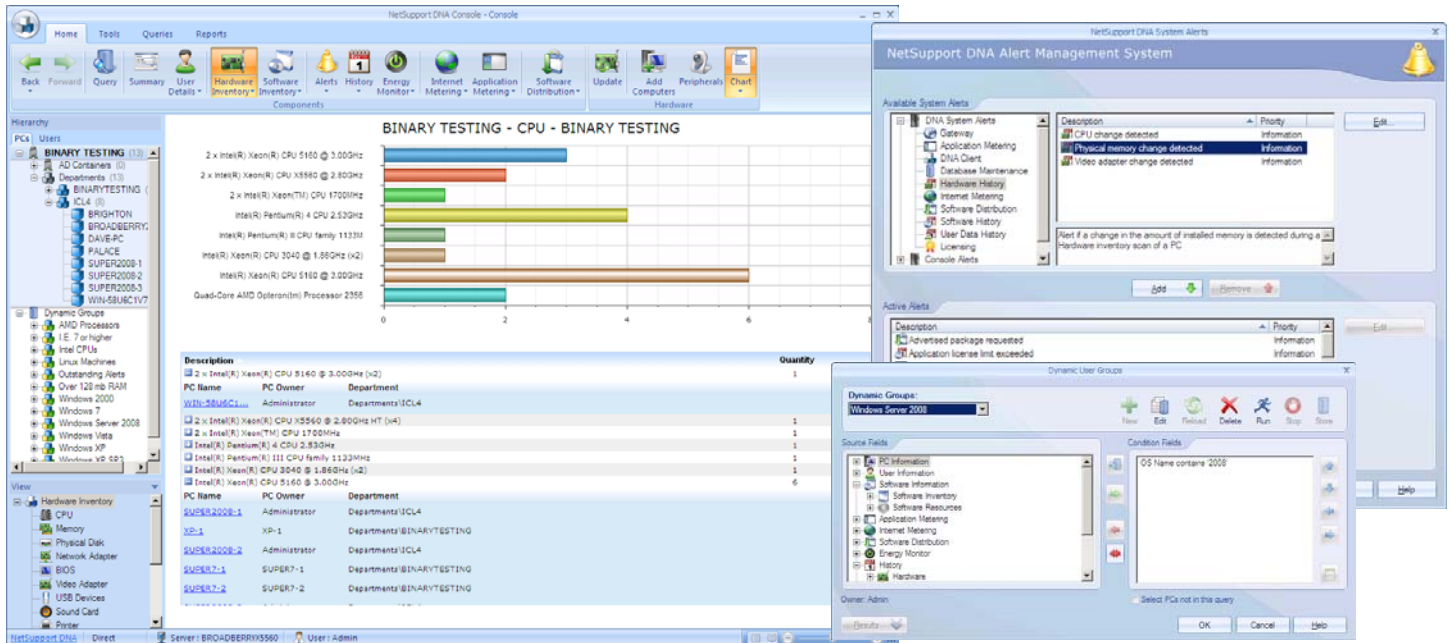 NetSupport DNA Console - Console
Home Tools Queries Reports
Back Forward Query Summary User Details Hardware Inventory Software Inventory Alerts History Energy Monitor Internet Metering Application Metering Software Distribution Update Add Computers Peripherals Chart
Components Hardware
Hierarchy
PCs Users
BINARY TESTING (13)
AD Containers (0)
Departments (13)
BINARYTESTING (
ICL4 (8)
BRIGHTON
BROADBERRYX
DAVE-PC
PALACE
SUPER2008-1
SUPER2008-2
SUPER2008-3
WIN-58U6C1V7
Dynamic Groups
AMD Processors
I.E. 7 or higher
Intel CPUs
Linux Machines
Outstanding Alerts
Over 128 mb RAM
Windows 2000
Windows 7
Windows Server 2008
Windows Vista
Windows XP
Windows XP SP3
View
Hardware Inventory
CPU
Memory
Physical Disk
Network Adapter
BIOS
Video Adapter
USB Devices
Sound Card
Printer
BINARY TESTING - CPU - BINARY TESTING
2 x Intel(R) Xeon(R) CPU 5160 @ 3.00GHz
2 x Intel(R) Xeon(R) CPU X5560 @ 2.80GHz
2 x Intel(R) Xeon(TM) CPU 1700MHz
Intel(R) Pentium(R) 4 CPU 2.53GHz
Intel(R) Pentium(R) II CPU family 1133M
Intel(R) Xeon(R) CPU 3040 @ 1.86GHz (x2)
Intel(R) Xeon(R) CPU 5160 @ 3.00GHz
Quad-Core AMD Opteron(tm) Processor 2356
0 2 4 6 8
Description Quantity
2 x Intel(R) Xeon(R) CPU 5160 @ 3.00GHz (x2) 1
PC Name PC Owner Department
WIN-58U6C1... Administrator Departments\ICL4
2 x Intel(R) Xeon(R) CPU X5560 @ 2.80GHz HT (x4) 1
2 x Intel(R) Xeon(TM) CPU 1700MHz 1
Intel(R) Pentium(R) 4 CPU 2.53GHz 1
Intel(R) Pentium(R) III CPU family 1133MHz 1
Intel(R) Xeon(R) CPU 3040 @ 1.86GHz (x2) 1
Intel(R) Xeon(R) CPU 5160 @ 3.00GHz 6
PC Name PC Owner Department
SUPER2008-1 Administrator Departments\ICL4
XP-1 XP-1 Departments\BINARYTESTING
SUPER2008-2 Administrator Departments\ICL4
SUPER7-1 SUPER7-1 Departments\BINARYTESTING
SUPER7-2 SUPER7-2 Departments\BINARYTESTING
NetSupport DNA Direct Server : BROADBERRYX5560 User : Admin
NetSupport DNA System Alerts
NetSupport DNA Alert Management System
Available System Alerts
DNA System Alerts
Gateway
Application Metering
DNA Client
Database Maintenance
Hardware History
Internet Metering
Software Distribution
Software History
User Data History
Licensing
Console Alerts
Description Priority
CPU change detected Information
Physical memory change detected Information
Video adapter change detected Information
Edit...
Alert if a change in the amount of installed memory is detected during a
Hardware inventory scan of a PC
Add Remove
Active Alerts
Description Priority
Advertised package requested Information
Application license limit exceeded Information
Edit...
Help
Dynamic User Groups
Dynamic Groups:
Windows Server 2008
New Edit Reload Delete Run Stop Store
Source Fields
PC Information
User Information
Software Information
Software Inventory
Software Resources
Application Metering
Internet Metering
Software Distribution
Energy Monitor
History
Hardware
Condition Fields
OS Name contains '2008'
Owner: Admin
Select PCs not in this query
Results
OK Cancel Help